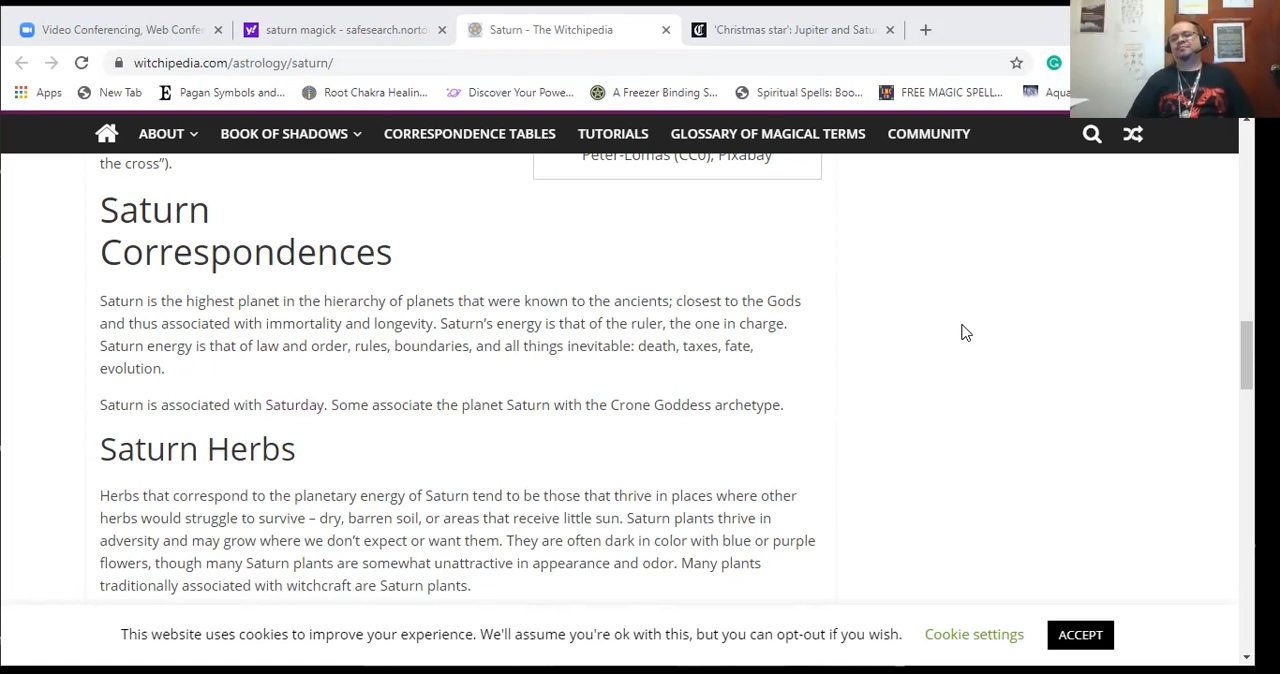 Video Conferencing, Web Confe
saturn magick - safesearch.norto
Saturn - The Witchipedia
'Christmas star': Jupiter and Satu
witchipedia.com/astrology/saturn/
Apps
New Tab
Pagan Symbols and...
Root Chakra Healin...
Discover Your Powe...
A Freezer Binding S...
Spiritual Spells: Boo...
FREE MAGIC SPELL...
Aqua
ABOUT BOOK OF SHADOWS CORRESPONDENCE TABLES TUTORIALS GLOSSARY OF MAGICAL TERMS COMMUNITY
the cross”).
Peter-Lomas (CC0), Pixabay
Saturn
Correspondences
Saturn is the highest planet in the hierarchy of planets that were known to the ancients; closest to the Gods
and thus associated with immortality and longevity. Saturn’s energy is that of the ruler, the one in charge.
Saturn energy is that of law and order, rules, boundaries, and all things inevitable: death, taxes, fate,
evolution.
Saturn is associated with Saturday. Some associate the planet Saturn with the Crone Goddess archetype.
Saturn Herbs
Herbs that correspond to the planetary energy of Saturn tend to be those that thrive in places where other
herbs would struggle to survive – dry, barren soil, or areas that receive little sun. Saturn plants thrive in
adversity and may grow where we don’t expect or want them. They are often dark in color with blue or purple
flowers, though many Saturn plants are somewhat unattractive in appearance and odor. Many plants
traditionally associated with witchcraft are Saturn plants.
This website uses cookies to improve your experience. We'll assume you're ok with this, but you can opt-out if you wish.
Cookie settings
ACCEPT